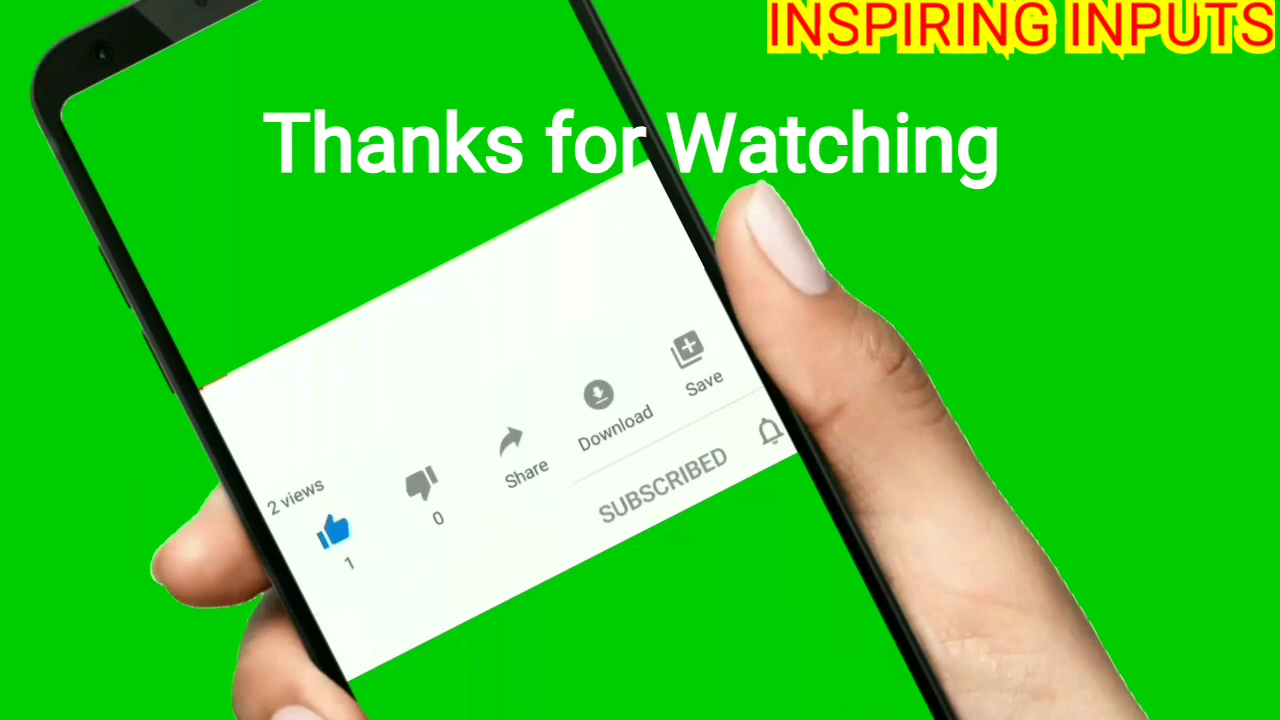 INSPIRING INPUTS
Thanks for Watching
2 views
1
0
Share
Download
Save
SUBSCRIBED